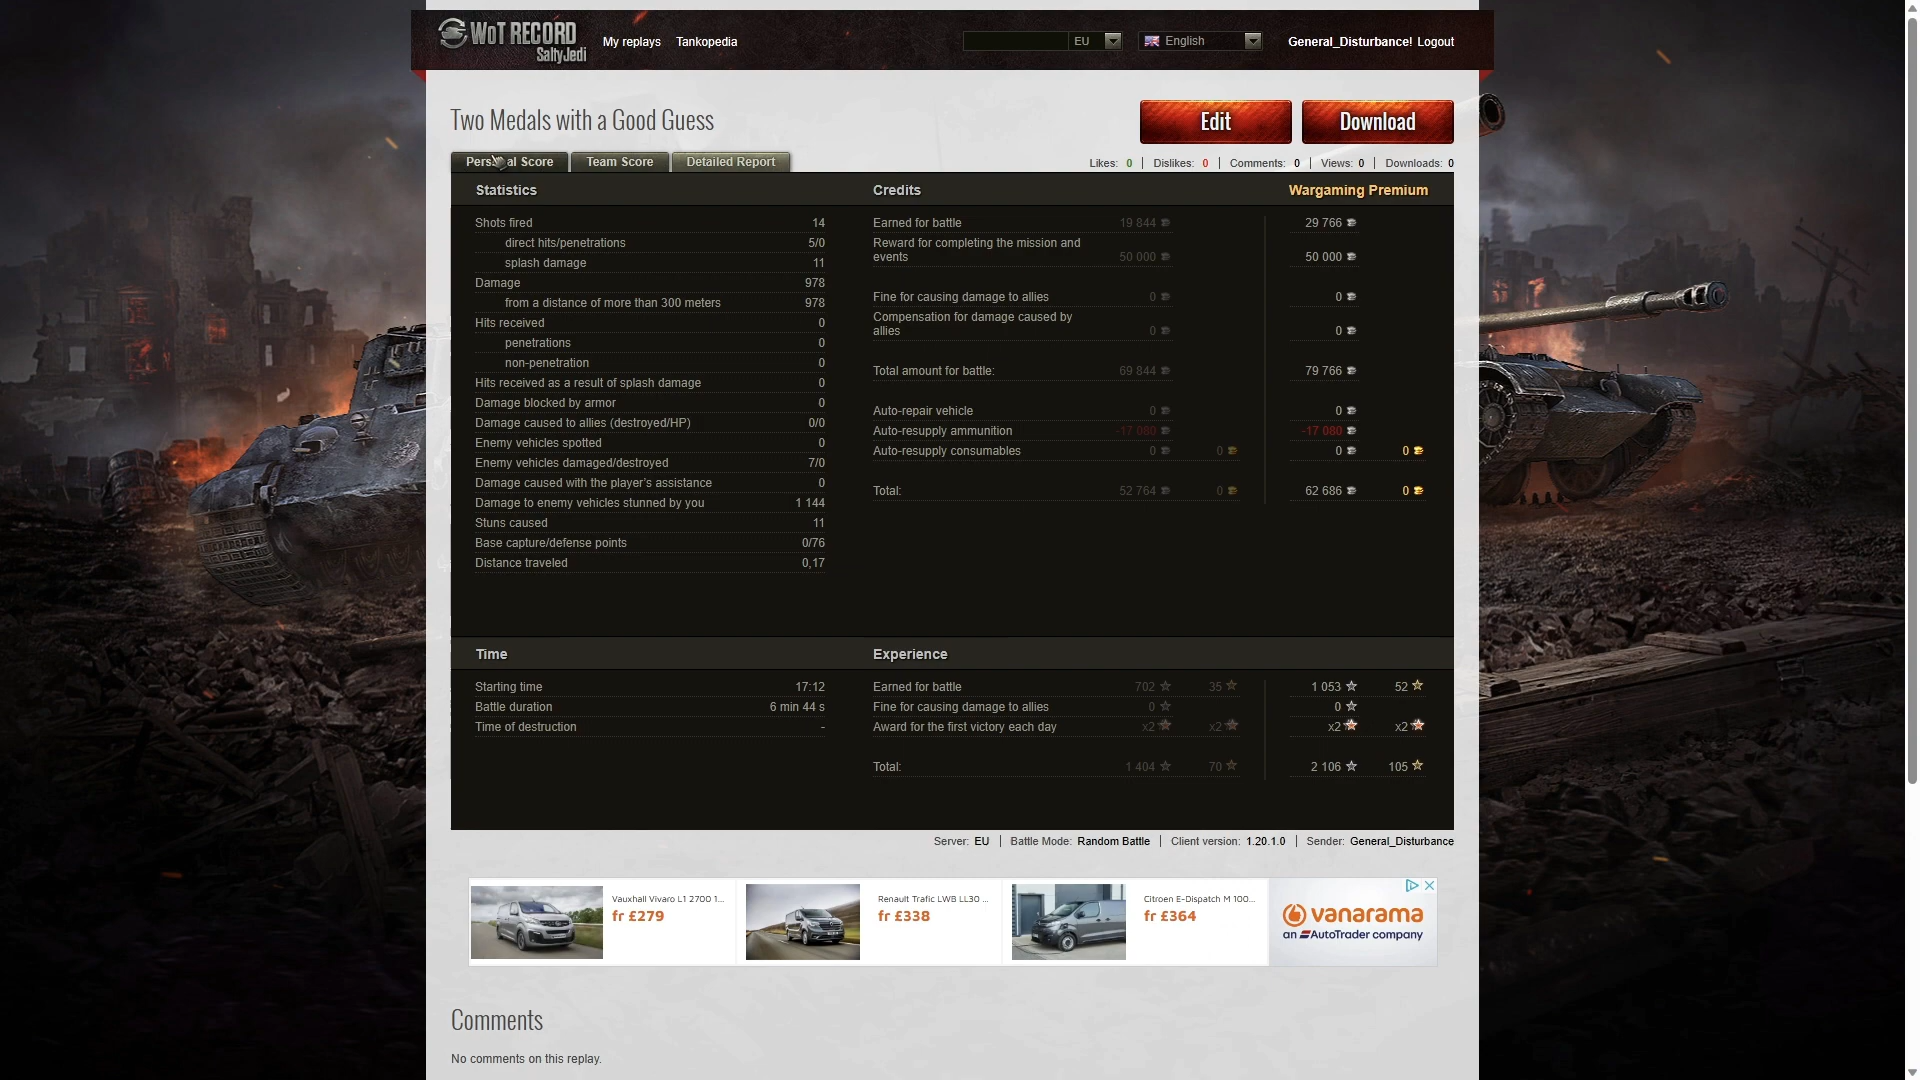 WoT RECORD
SaltyJedi
My replays Tankopedia
EU English
General_Disturbance! Logout
Two Medals with a Good Guess
Edit Download
Personal Score Team Score Detailed Report
Likes: 0 | Dislikes: 0 | Comments: 0 | Views: 0 | Downloads: 0
Statistics
Shots fired 14
direct hits/penetrations 5/0
splash damage 11
Damage 978
from a distance of more than 300 meters 978
Hits received 0
penetrations 0
non-penetration 0
Hits received as a result of splash damage 0
Damage blocked by armor 0
Damage caused to allies (destroyed/HP) 0/0
Enemy vehicles spotted 0
Enemy vehicles damaged/destroyed 7/0
Damage caused with the player's assistance 0
Damage to enemy vehicles stunned by you 1 144
Stuns caused 11
Base capture/defense points 0/76
Distance traveled 0,17
Credits Wargaming Premium
Earned for battle 19 844 29 766
Reward for completing the mission and
events 50 000 50 000
Fine for causing damage to allies 0 0
Compensation for damage caused by
allies 0 0
Total amount for battle: 69 844 79 766
Auto-repair vehicle 0 0
Auto-resupply ammunition -17 080 -17 080
Auto-resupply consumables 0 0 0 0
Total: 52 764 0 62 686 0
Time
Starting time 17:12
Battle duration 6 min 44 s
Time of destruction -
Experience
Earned for battle 702 35 1 053 52
Fine for causing damage to allies 0 0
Award for the first victory each day x2 x2 x2 x2
Total: 1 404 70 2 106 105
Server: EU | Battle Mode: Random Battle | Client version: 1.20.1.0 | Sender: General_Disturbance
Vauxhall Vivaro L1 2700 1...
fr £279
Renault Trafic LWB LL30 ...
fr £338
Citroen E-Dispatch M 100...
fr £364
vanarama
an AutoTrader company
Comments
No comments on this replay.